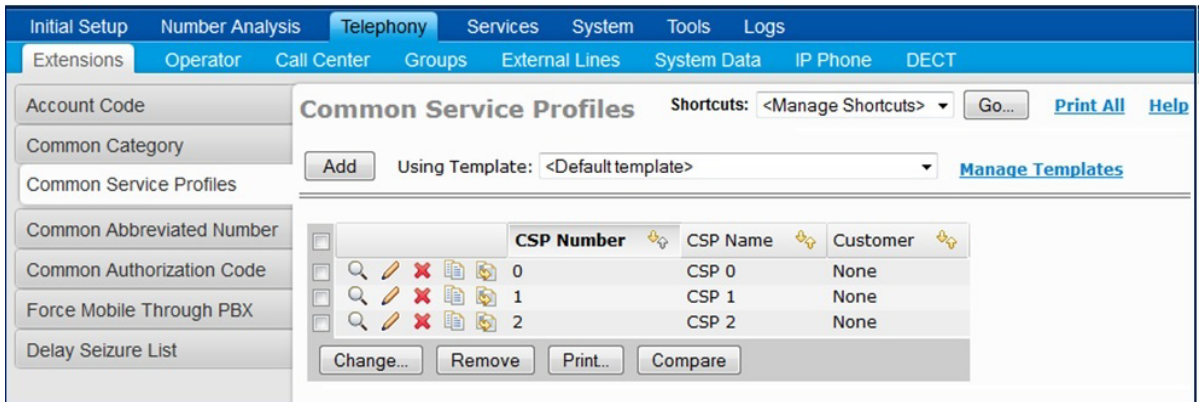 Initial Setup Number Analysis Telephony Services System Tools Logs
Extensions Operator Call Center Groups External Lines System Data IP Phone DECT
Account Code
Common Category
Common Service Profiles
Common Abbreviated Number
Common Authorization Code
Force Mobile Through PBX
Delay Seizure List
Common Service Profiles Shortcuts: <Manage Shortcuts> Go... Print All Help
Add Using Template: <Default template> Manage Templates
CSP Number CSP Name Customer
0 CSP 0 None
1 CSP 1 None
2 CSP 2 None
Change... Remove Print... Compare